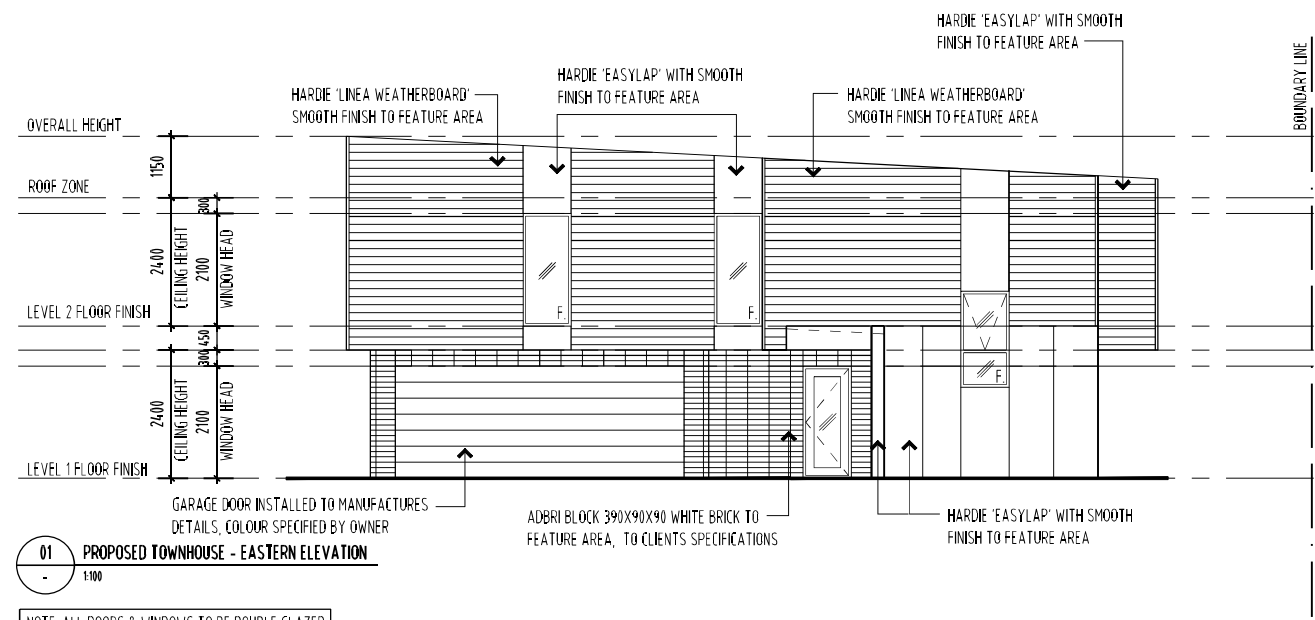 HARDIE 'EASYLAP' WITH SMOOTH
FINISH TO FEATURE AREA
BOUNDARY LINE
HARDIE 'EASYLAP' WITH SMOOTH
FINISH TO FEATURE AREA
HARDIE 'LINEA WEATHERBOARD'
SMOOTH FINISH TO FEATURE AREA
HARDIE 'LINEA WEATHERBOARD'
SMOOTH FINISH TO FEATURE AREA
OVERALL HEIGHT
1150
ROOF ZONE
300
2400
CEILING HEIGHT
2100
WINDOW HEAD
F.
F.
LEVEL 2 FLOOR FINISH
450
300
2400
CEILING HEIGHT
2100
WINDOW HEAD
F.
LEVEL 1 FLOOR FINISH
GARAGE DOOR INSTALLED TO MANUFACTURES
DETAILS, COLOUR SPECIFIED BY OWNER
ADBRI BLOCK 390X90X90 WHITE BRICK TO
FEATURE AREA, TO CLIENTS SPECIFICATIONS
HARDIE 'EASYLAP' WITH SMOOTH
FINISH TO FEATURE AREA
01
-
PROPOSED TOWNHOUSE - EASTERN ELEVATION
1:100
NOTE: ALL DOORS & WINDOWS TO BE DOUBLE GLAZED